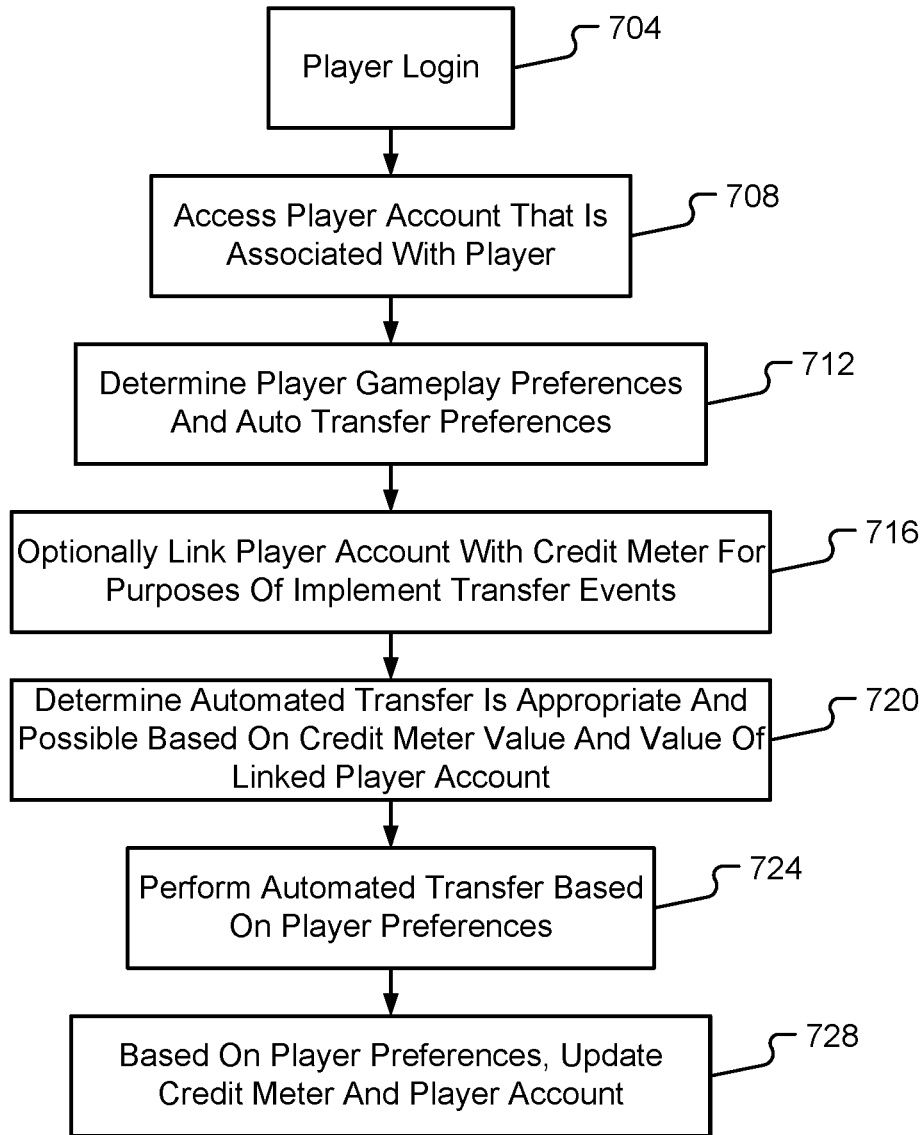 Player Login
704
Access Player Account That Is
Associated With Player
708
Determine Player Gameplay Preferences
And Auto Transfer Preferences
712
Optionally Link Player Account With Credit Meter For
Purposes Of Implement Transfer Events
716
Determine Automated Transfer Is Appropriate And
Possible Based On Credit Meter Value And Value Of
Linked Player Account
720
Perform Automated Transfer Based
On Player Preferences
724
Based On Player Preferences, Update
Credit Meter And Player Account
728